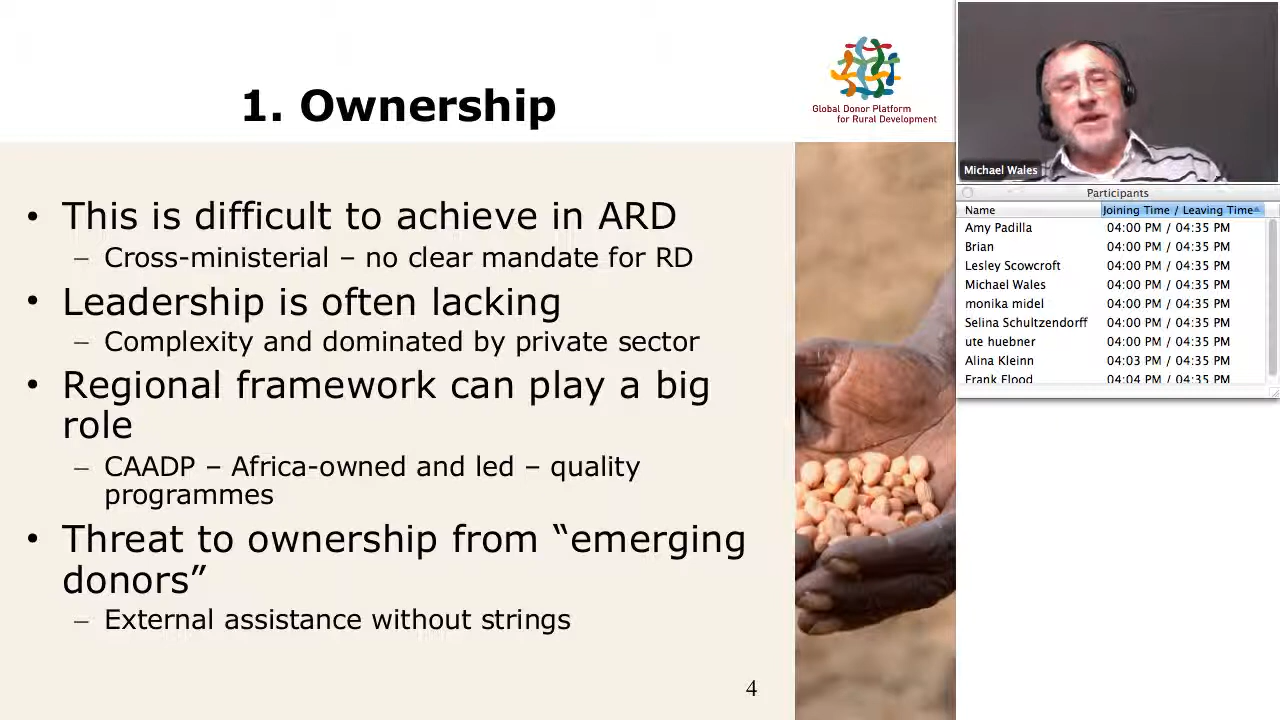 1. Ownership
Global Donor Platform
for Rural Development
• This is difficult to achieve in ARD
– Cross-ministerial – no clear mandate for RD
• Leadership is often lacking
– Complexity and dominated by private sector
• Regional framework can play a big
role
– CAADP – Africa-owned and led – quality
programmes
• Threat to ownership from “emerging
donors”
– External assistance without strings
4
Michael Wales
Participants
Name Joining Time / Leaving Time
Amy Padilla 04:00 PM / 04:35 PM
Brian 04:00 PM / 04:35 PM
Lesley Scowcroft 04:00 PM / 04:35 PM
Michael Wales 04:00 PM / 04:35 PM
monika midel 04:00 PM / 04:35 PM
Selina Schultzendorff 04:00 PM / 04:35 PM
ute huebner 04:00 PM / 04:35 PM
Alina Kleinn 04:03 PM / 04:35 PM
Frank Flood 04:04 PM / 04:35 PM